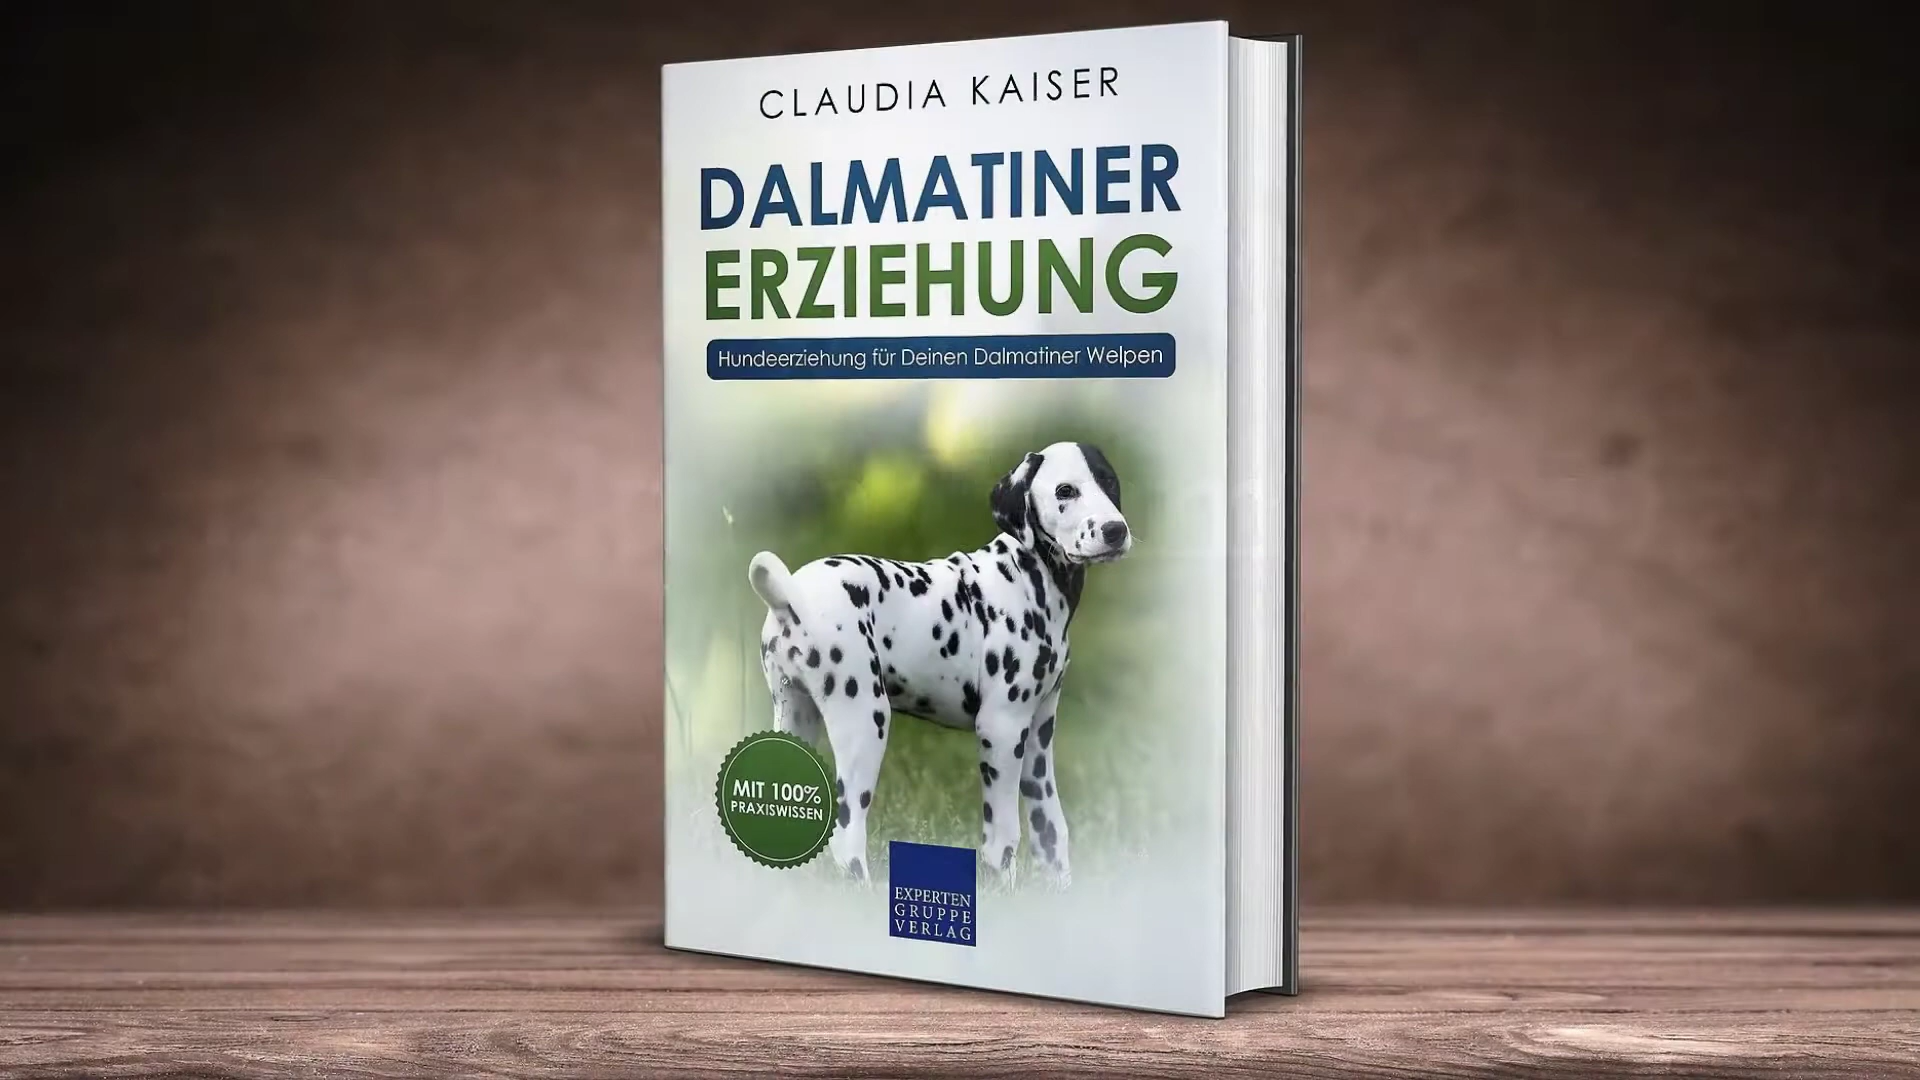 CLAUDIA KAISER
DALMATINER
ERZIEHUNG
Hundeerziehung für Deinen Dalmatiner Welpen
MIT 100%
PRAXISWISSEN
EXPERTEN
GRUPPE
VERLAG